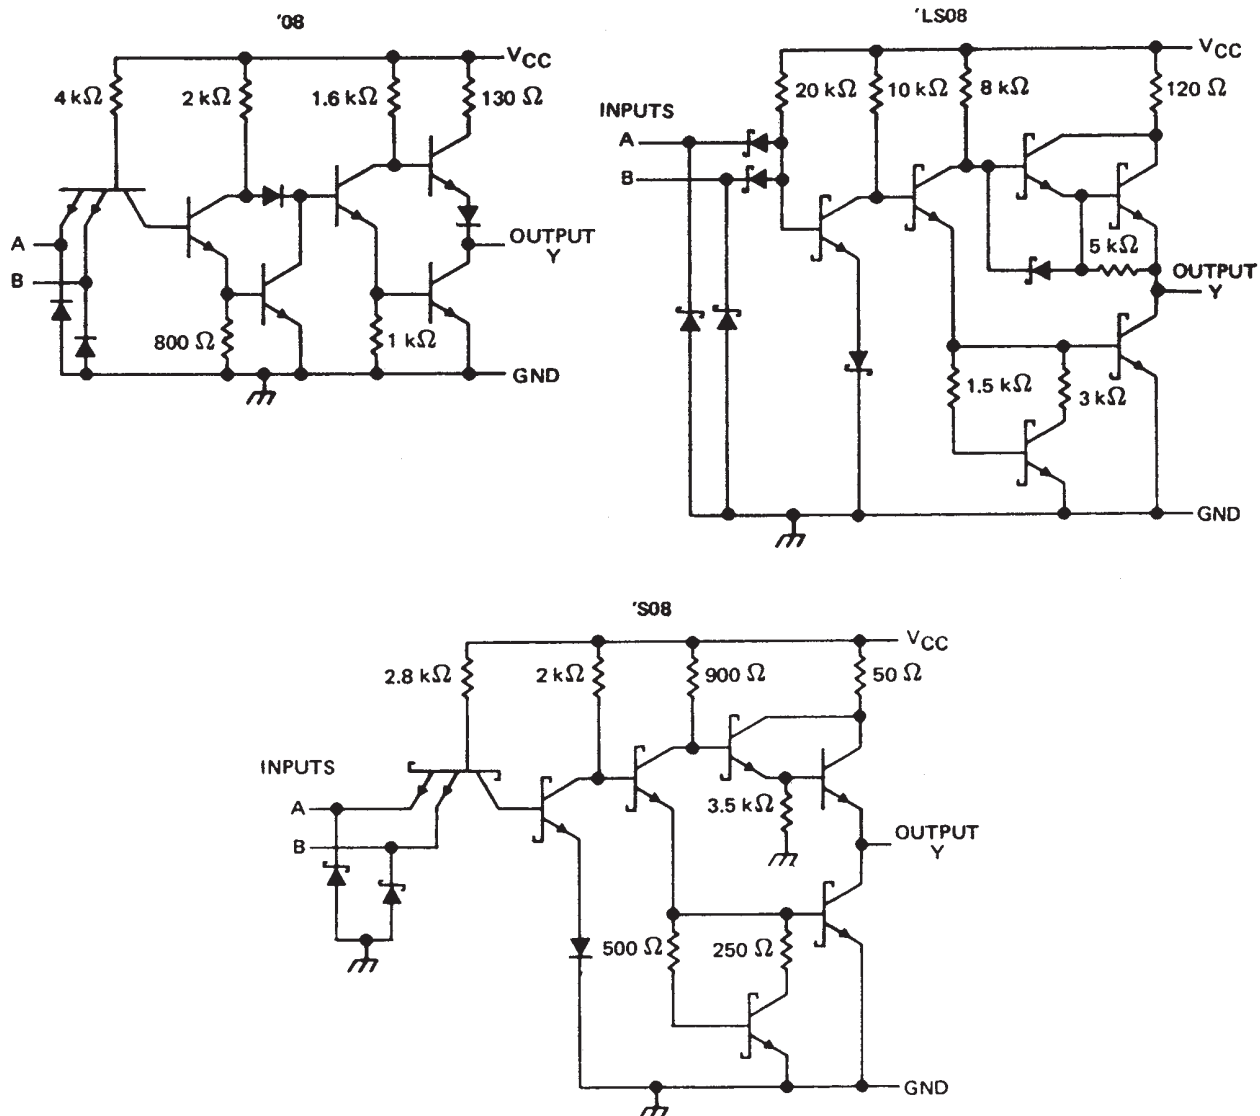 '08
VCC
4 kΩ
2 kΩ
1.6 kΩ
130 Ω
A
B
OUTPUT
Y
800 Ω
1 kΩ
GND
'LS08
VCC
20 kΩ
10 kΩ
8 kΩ
120 Ω
INPUTS
A
B
5 kΩ
OUTPUT
Y
1.5 kΩ
3 kΩ
GND
'S08
VCC
2.8 kΩ
2 kΩ
900 Ω
50 Ω
INPUTS
A
B
3.5 kΩ
OUTPUT
Y
500 Ω
250 Ω
GND